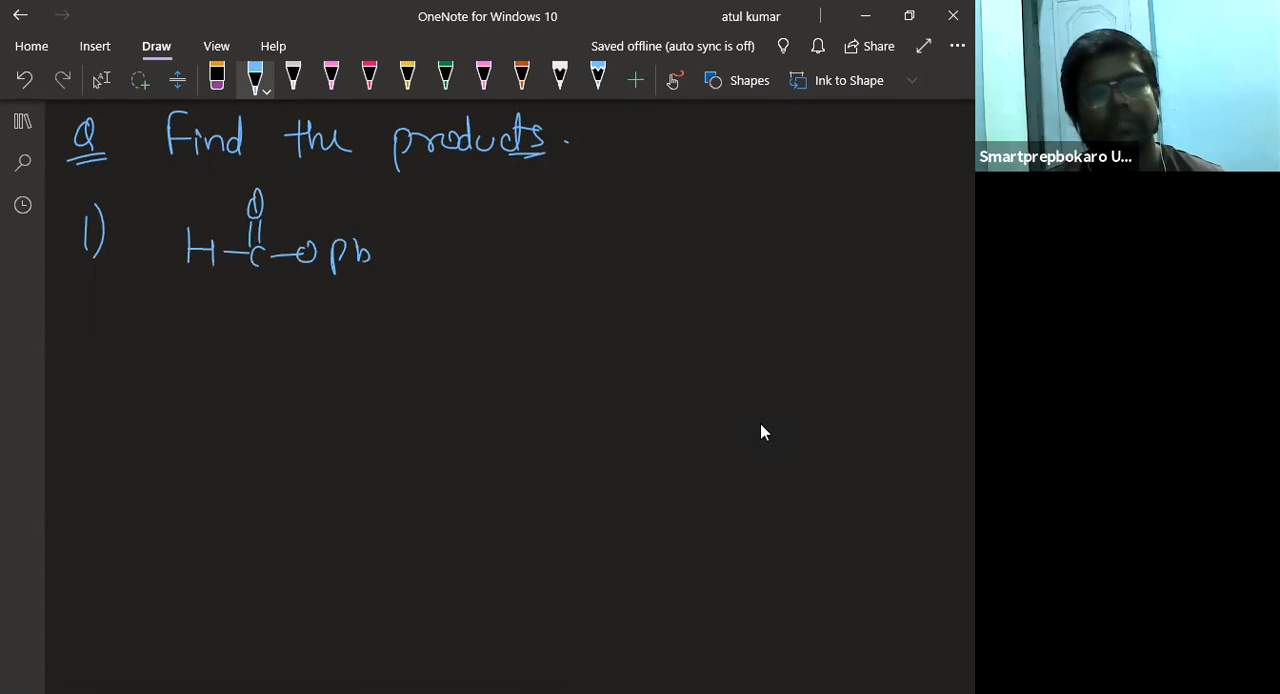 OneNote for Windows 10
atul kumar
Home Insert Draw View Help
Saved offline (auto sync is off)
Share
Shapes
Ink to Shape
Smartprepbokaro U...
Q Find the products.
1)
O
H-C-O Pb